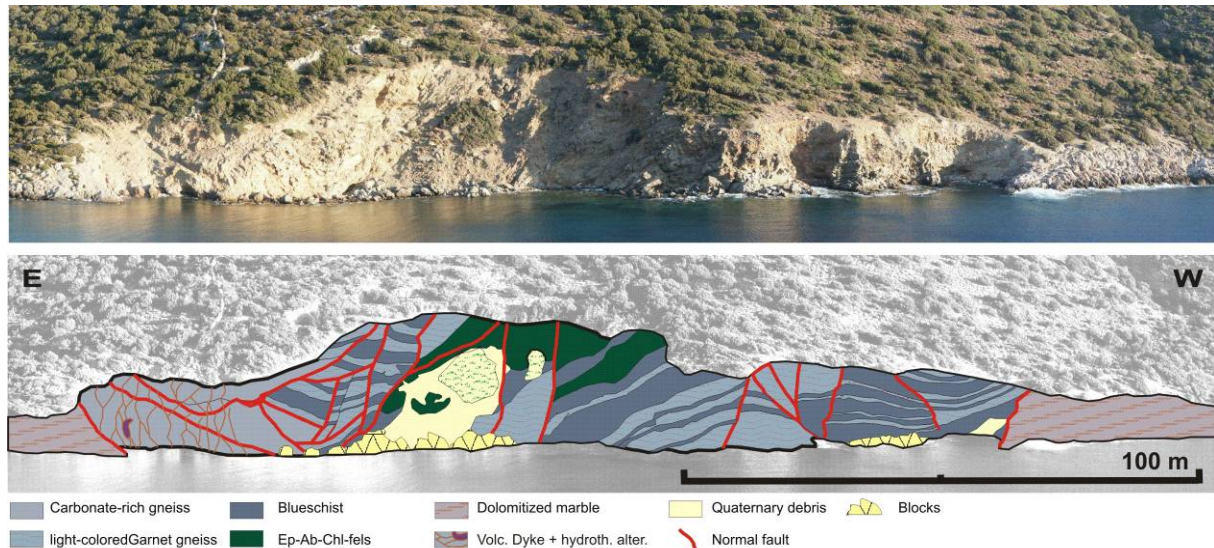 E W
100 m
Carbonate-rich gneiss Blueschist Dolomitized marble Quaternary debris Blocks
light-coloredGarnet gneiss Ep-Ab-Chl-fels Volc. Dyke + hydroth. alter. Normal fault